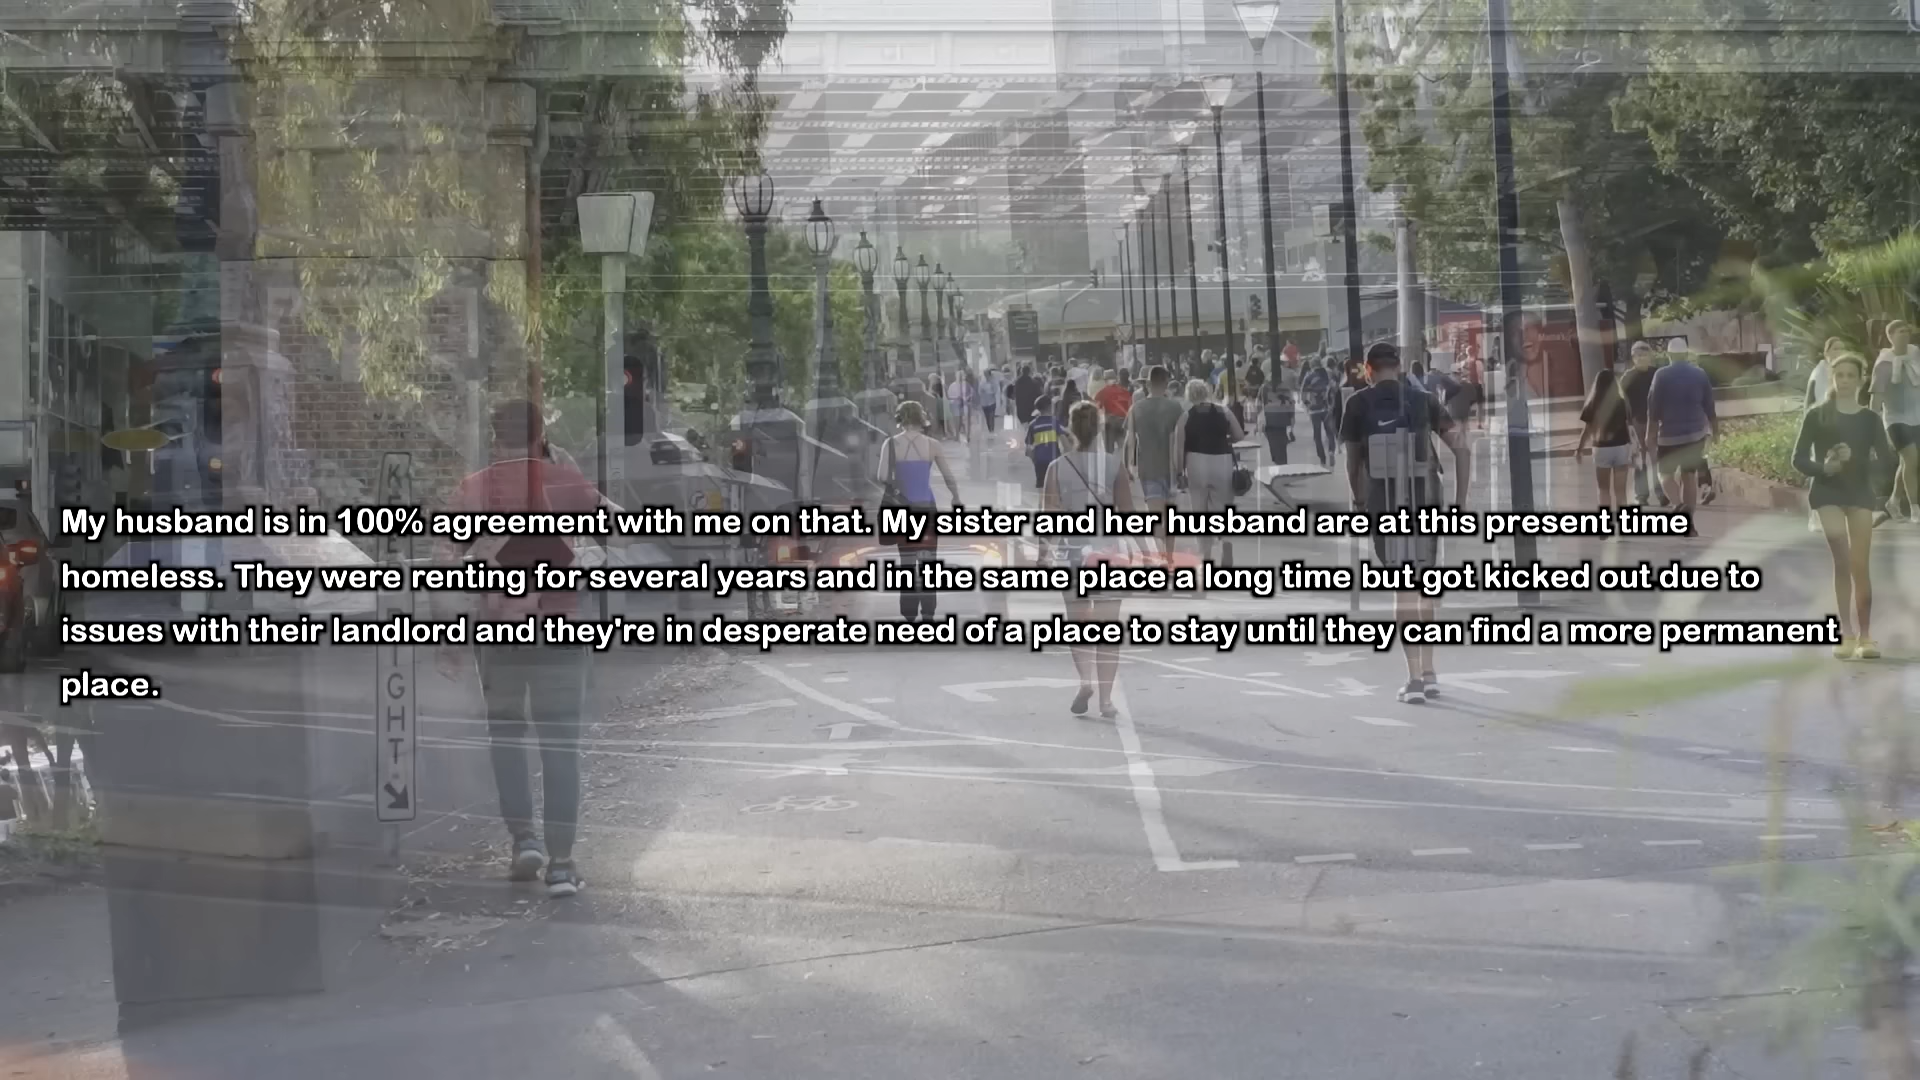 My husband is in 100% agreement with me on that. My sister and her husband are at this present time
homeless. They were renting for several years and in the same place a long time but got kicked out due to
issues with their landlord and they're in desperate need of a place to stay until they can find a more permanent
place.